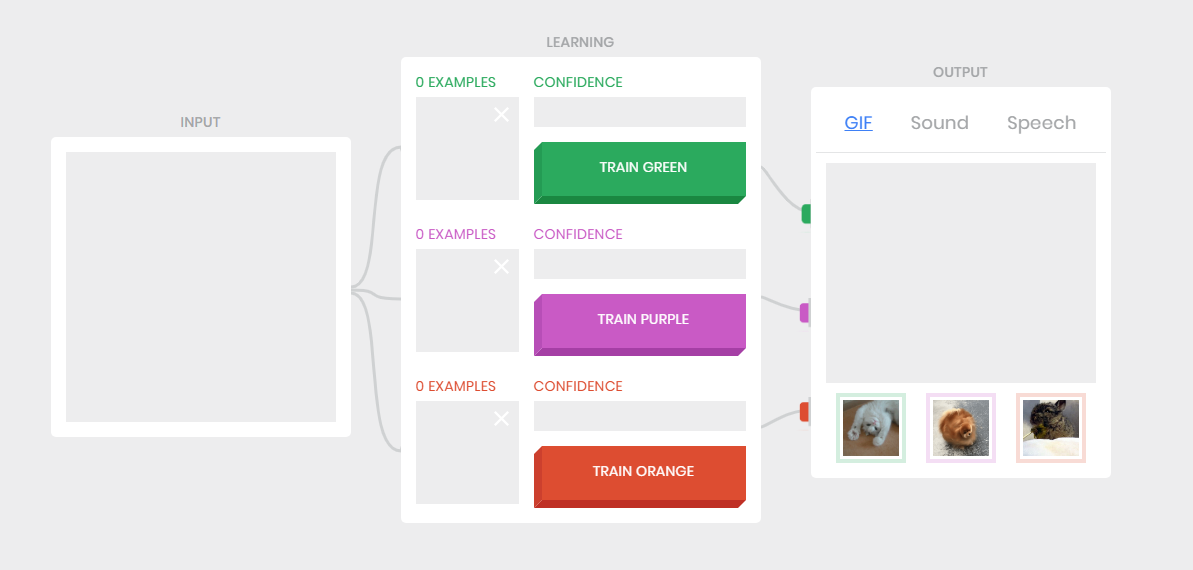 INPUT
LEARNING
0 EXAMPLES CONFIDENCE
TRAIN GREEN
0 EXAMPLES CONFIDENCE
TRAIN PURPLE
0 EXAMPLES CONFIDENCE
TRAIN ORANGE
OUTPUT
GIF Sound Speech